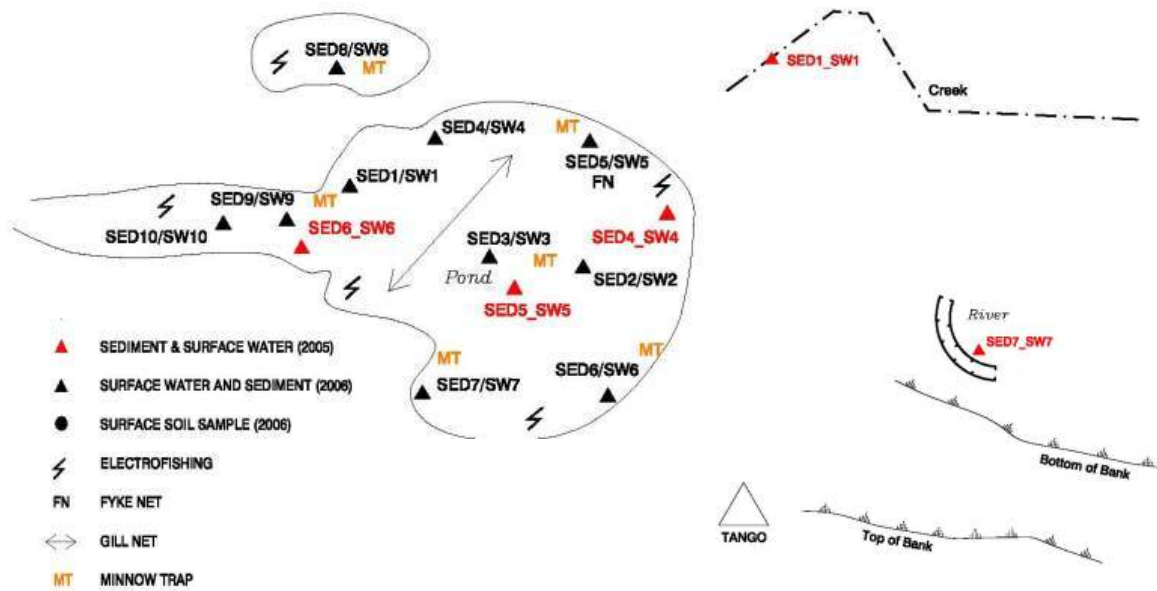 SED8/SW8
MT
SED1_SW1
Creek
SED4/SW4
MT
SED5/SW5
FN
SED1/SW1
SED9/SW9
MT
SED10/SW10
SED6_SW6
SED4_SW4
SED3/SW3
MT
Pond
SED2/SW2
SED5_SW5
River
SED7_SW7
MT
MT
SED7/SW7
SED6/SW6
SEDIMENT & SURFACE WATER (2005)
SURFACE WATER AND SEDIMENT (2006)
SURFACE SOIL SAMPLE (2006)
ELECTROFISHING
FN FYKE NET
GILL NET
MT MINNOW TRAP
Bottom of Bank
TANGO
Top of Bank